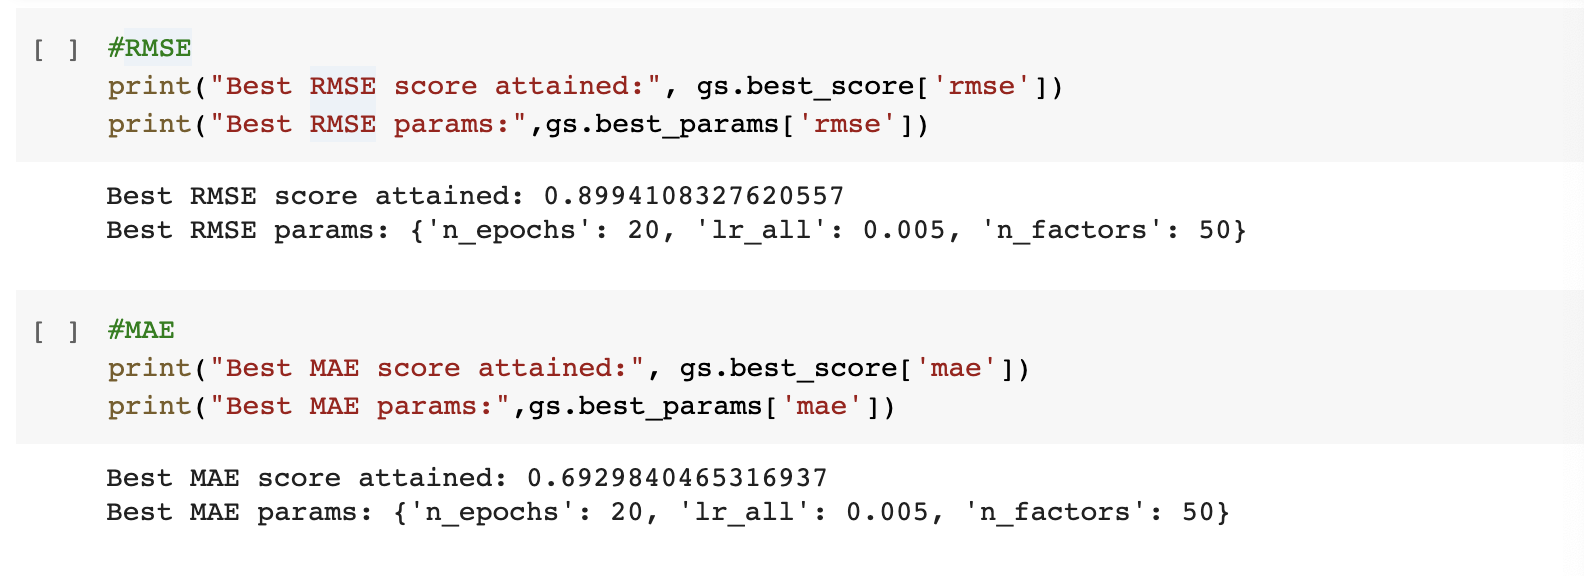 [ ] #RMSE
print("Best RMSE score attained:", gs.best_score['rmse'])
print("Best RMSE params:",gs.best_params['rmse'])
Best RMSE score attained: 0.8994108327620557
Best RMSE params: {'n_epochs': 20, 'lr_all': 0.005, 'n_factors': 50}
[ ] #MAE
print("Best MAE score attained:", gs.best_score['mae'])
print("Best MAE params:",gs.best_params['mae'])
Best MAE score attained: 0.6929840465316937
Best MAE params: {'n_epochs': 20, 'lr_all': 0.005, 'n_factors': 50}